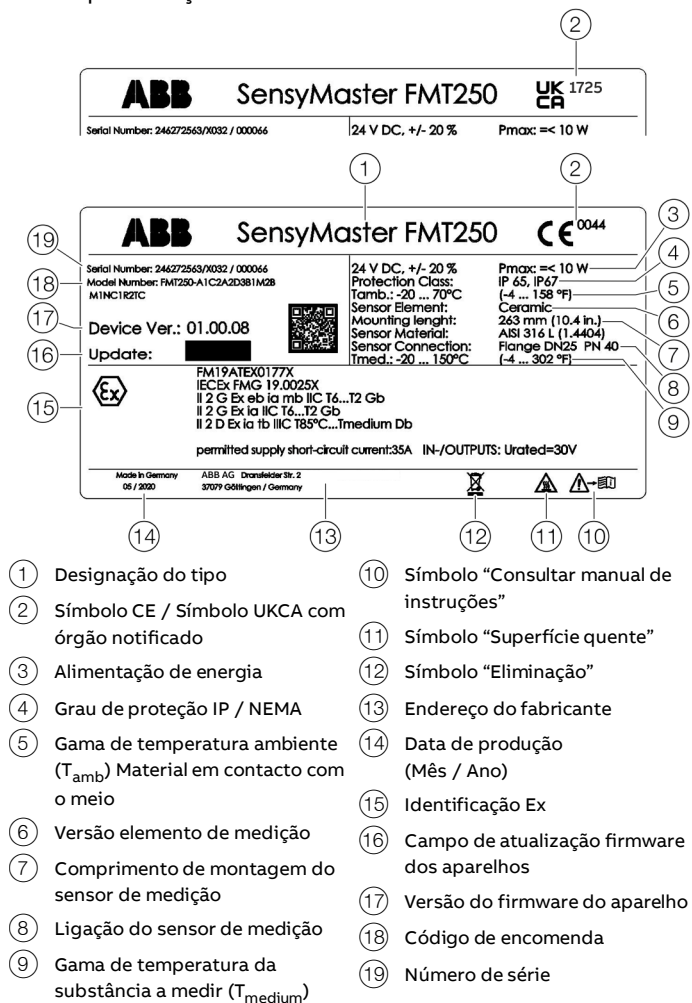 2
ABB SensyMaster FMT250 UK CA 1725
Serial Number: 246272563/X032 / 000066 24 V DC, +/- 20 % Pmax: =< 10 W
1 2
ABB SensyMaster FMT250 CE 0044 3
19 4
Serial Number: 246272563/X032 / 000066 24 V DC, +/- 20 % Pmax: =< 10 W
18 Model Number: FMT250-A1C2A2D3B1M2B Protection Class: IP 65, IP67
M1NC1R2TC Tamb.: -20 ... 70°C (-4 ... 158 °F) 5
Sensor Element: Ceramic 6
17 Device Ver.: 01.00.08 Mounting lenght: 263 mm (10.4 in.)
Sensor Material: AISI 316 L (1.4404) 7
16 Update: Sensor Connection: Flange DN25 PN 40
Tmed.: -20 ... 150°C (-4 ... 302 °F) 8
FM19ATEX0177X 9
15 Ex IECEx FMG 19.0025X
II 2 G Ex eb ia mb IIC T6...T2 Gb
II 2 G Ex ia IIC T6...T2 Gb
II 2 D Ex ia tb IIIC T85°C...Tmedium Db
permitted supply short-circuit current:35A IN-/OUTPUTS: Urated=30V
Made in Germany ABB AG Dransfelder Str. 2
05 / 2020 37079 Göttingen / Germany
14 13 12 11 10
1 Designação do tipo
2 Símbolo CE / Símbolo UKCA com
órgão notificado
3 Alimentação de energia
4 Grau de proteção IP / NEMA
5 Gama de temperatura ambiente
(Tamb) Material em contacto com
o meio
6 Versão elemento de medição
7 Comprimento de montagem do
sensor de medição
8 Ligação do sensor de medição
9 Gama de temperatura da
substância a medir (Tmedium)
10 Símbolo “Consultar manual de
instruções”
11 Símbolo “Superfície quente”
12 Símbolo “Eliminação”
13 Endereço do fabricante
14 Data de produção
(Mês / Ano)
15 Identificação Ex
16 Campo de atualização firmware
dos aparelhos
17 Versão do firmware do aparelho
18 Código de encomenda
19 Número de série